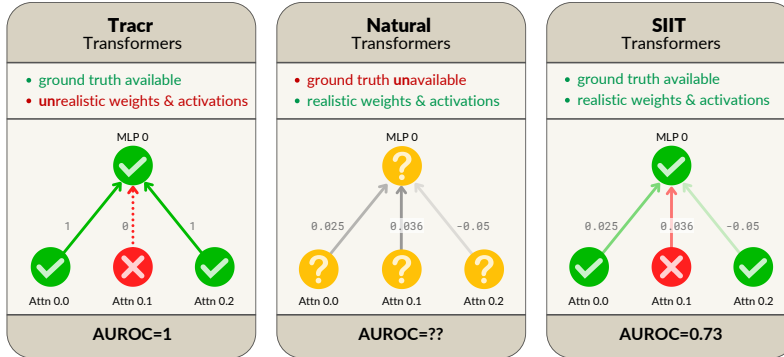 Tracr
Transformers
• ground truth available
• unrealistic weights & activations
MLP 0
1
0
1
Attn 0.0
Attn 0.1
Attn 0.2
AUROC=1
Natural
Transformers
• ground truth unavailable
• realistic weights & activations
MLP 0
?
0.025
0.036
-0.05
?
?
?
Attn 0.0
Attn 0.1
Attn 0.2
AUROC=??
SIIT
Transformers
• ground truth available
• realistic weights & activations
MLP 0
0.025
0.036
-0.05
Attn 0.0
Attn 0.1
Attn 0.2
AUROC=0.73